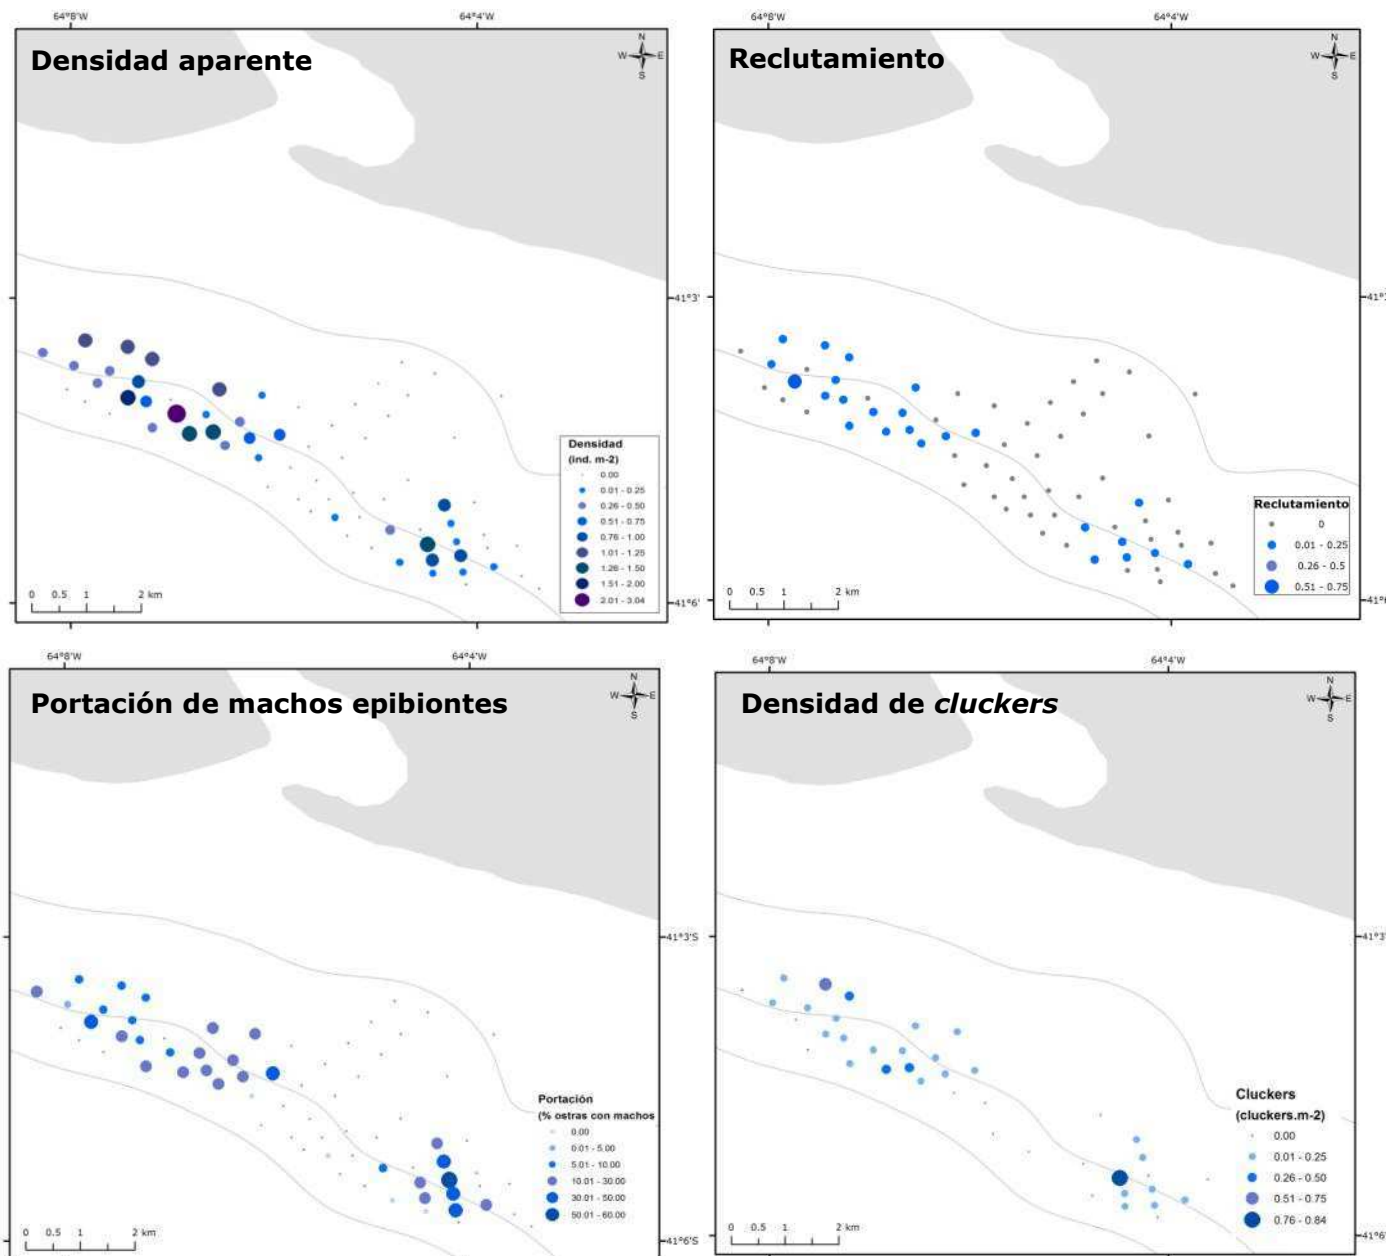 64°8'W
64°4'W
Densidad aparente
N
W
E
S
41°3'
Densidad
(ind. m-2)
0.00
0.01 - 0.25
0.26 - 0.50
0.51 - 0.75
0.76 - 1.00
1.01 - 1.25
1.26 - 1.50
1.51 - 2.00
2.01 - 3.04
0 0.5 1 2 km
41°6'
64°8'W
64°4'W
Reclutamiento
N
W
E
S
Reclutamiento
0
0.01 - 0.25
0.26 - 0.5
0.51 - 0.75
0 0.5 1 2 km
64°8'W
64°4'W
Portación de machos epibiontes
N
W
E
S
41°3'S
Portación
(% ostras con machos
0.00
0.01 - 5.00
5.01 - 10.00
10.01 - 30.00
30.01 - 50.00
50.01 - 60.00
0 0.5 1 2 km
41°6'S
64°8'W
64°4'W
Densidad de cluckers
N
W
E
S
41°3'
Cluckers
(cluckers.m-2)
0.00
0.01 - 0.25
0.26 - 0.50
0.51 - 0.75
0.76 - 0.84
0 0.5 1 2 km
41°6'